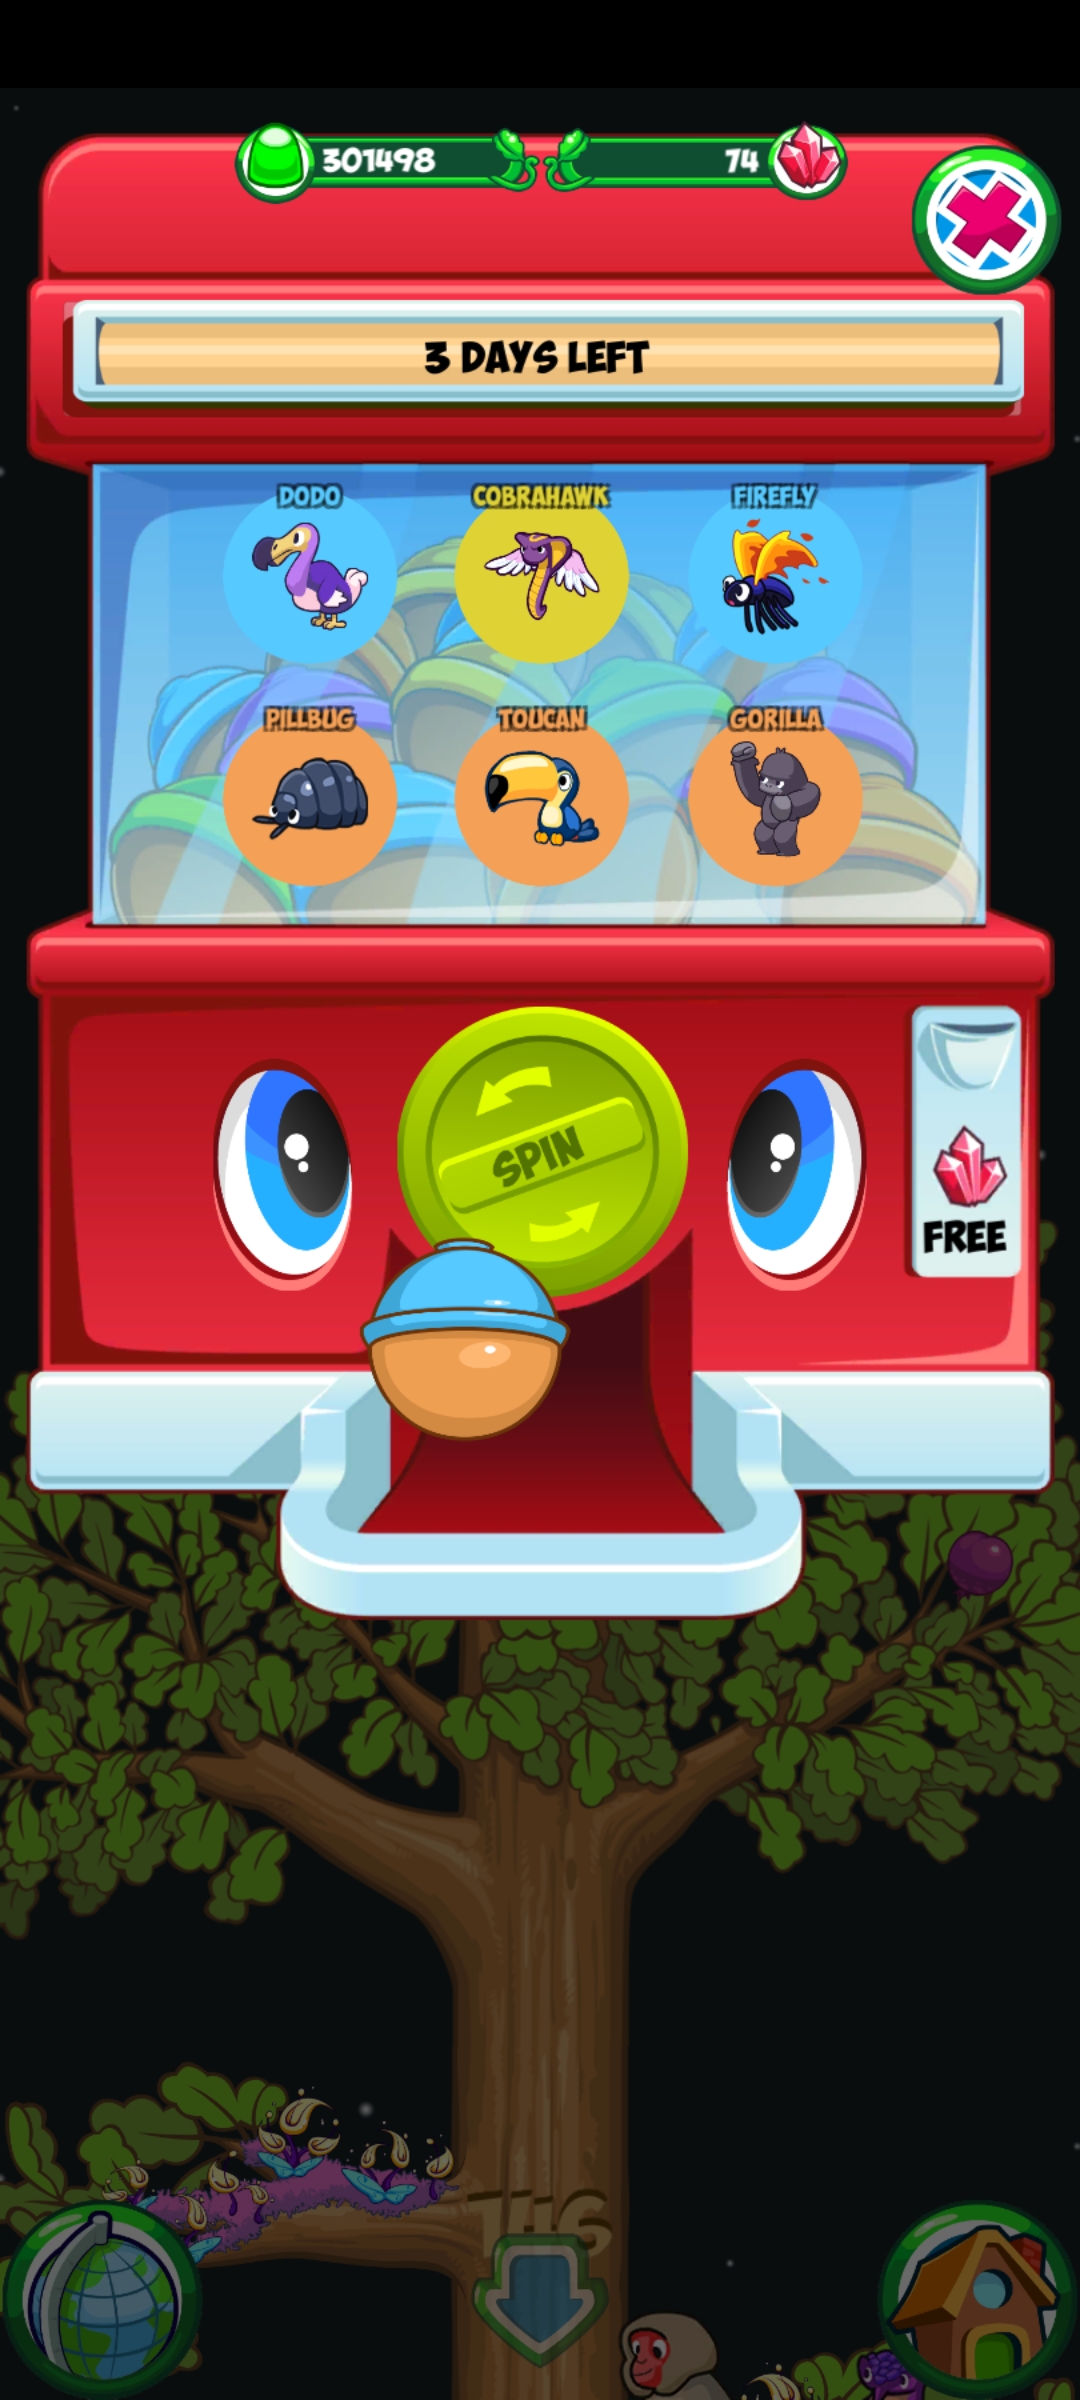 301498 74
3 DAYS LEFT
DODO COBRAHAWK FIREFLY
PILLBUG TOUCAN GORILLA
SPIN
FREE